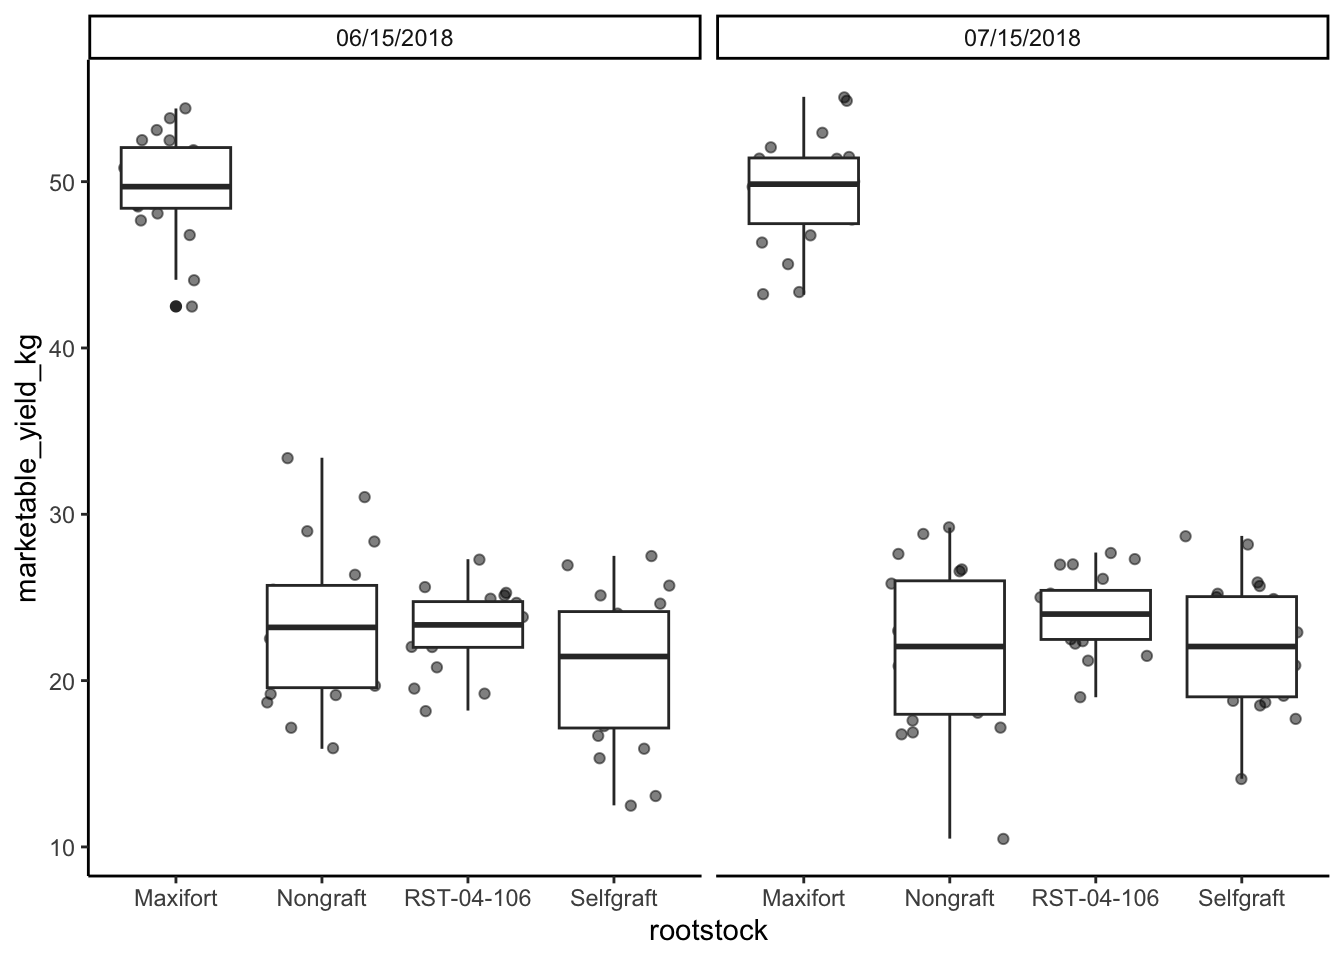 06/15/2018 07/15/2018
marketable_yield_kg
50
40
30
20
10
Maxifort Nongraft RST-04-106 Selfgraft Maxifort Nongraft RST-04-106 Selfgraft
rootstock